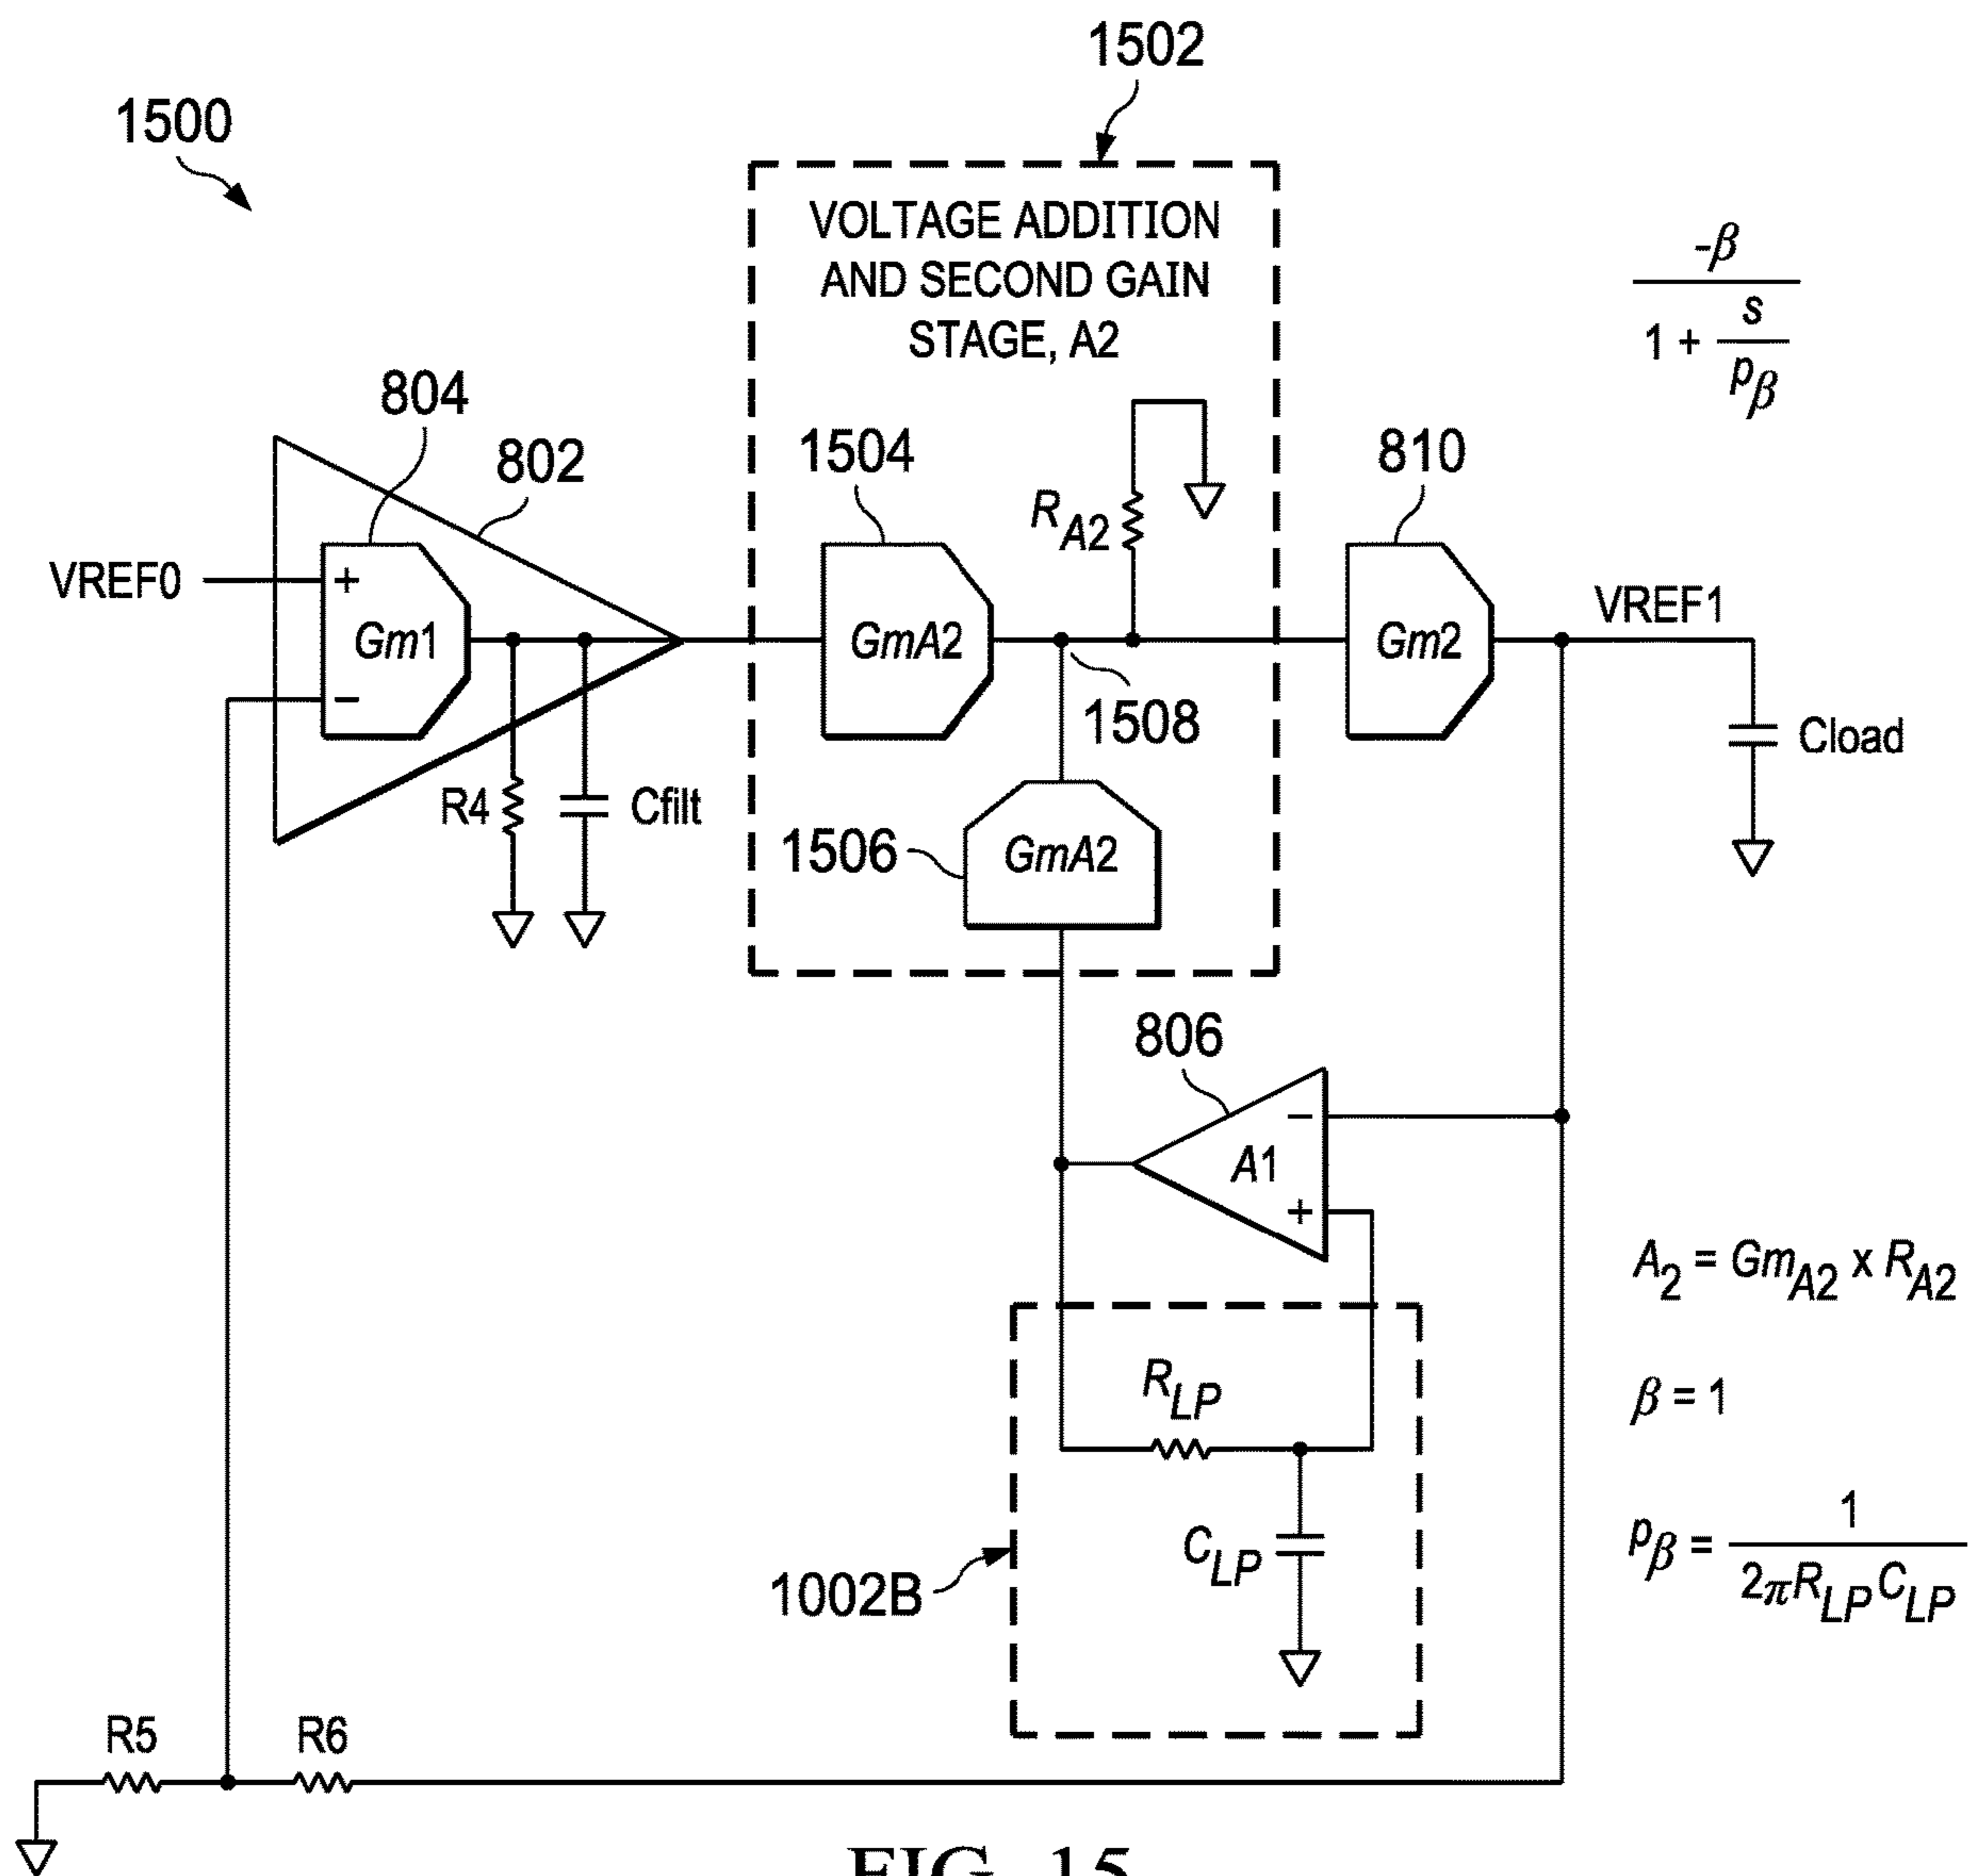 1502
1500
VOLTAGE ADDITION
AND SECOND GAIN
STAGE, A2
-β
1 + s
pβ
804
802
1504
RA2
810
VREF0
+
Gm1
−
GmA2
Gm2
VREF1
1508
Cload
R4
Cfilt
1506
GmA2
806
−
A1
+
A2 = GmA2 x RA2
RLP
β = 1
CLP
1002B
pβ = 1
2πRLPCLP
R5
R6
FIG. 15